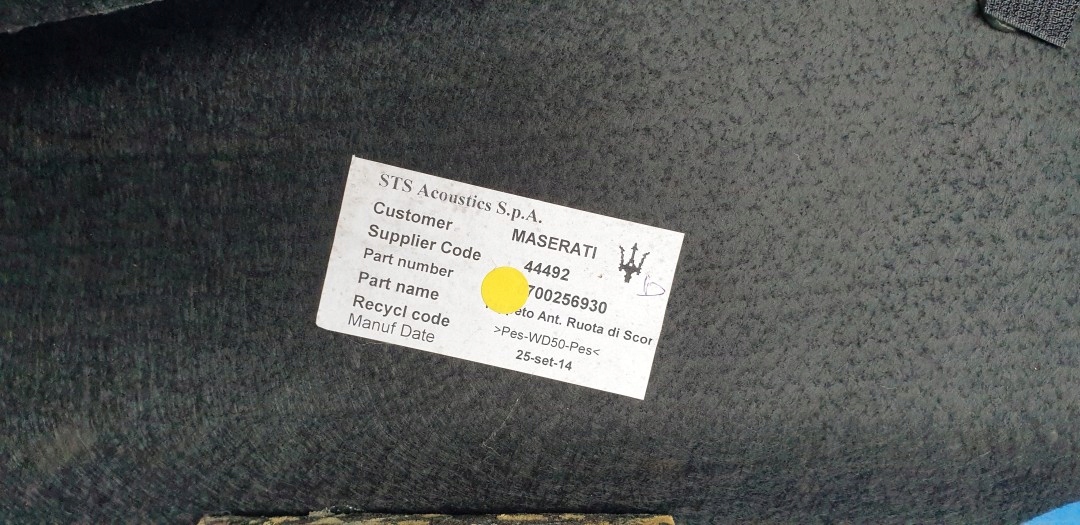 STS Acoustics S.p.A.
Customer MASERATI
Supplier Code 44492
Part number 700256930
Part name Ant. Ruota di Scor
Recycl code >Pes-WD50-Pes<
Manuf Date 25-set-14